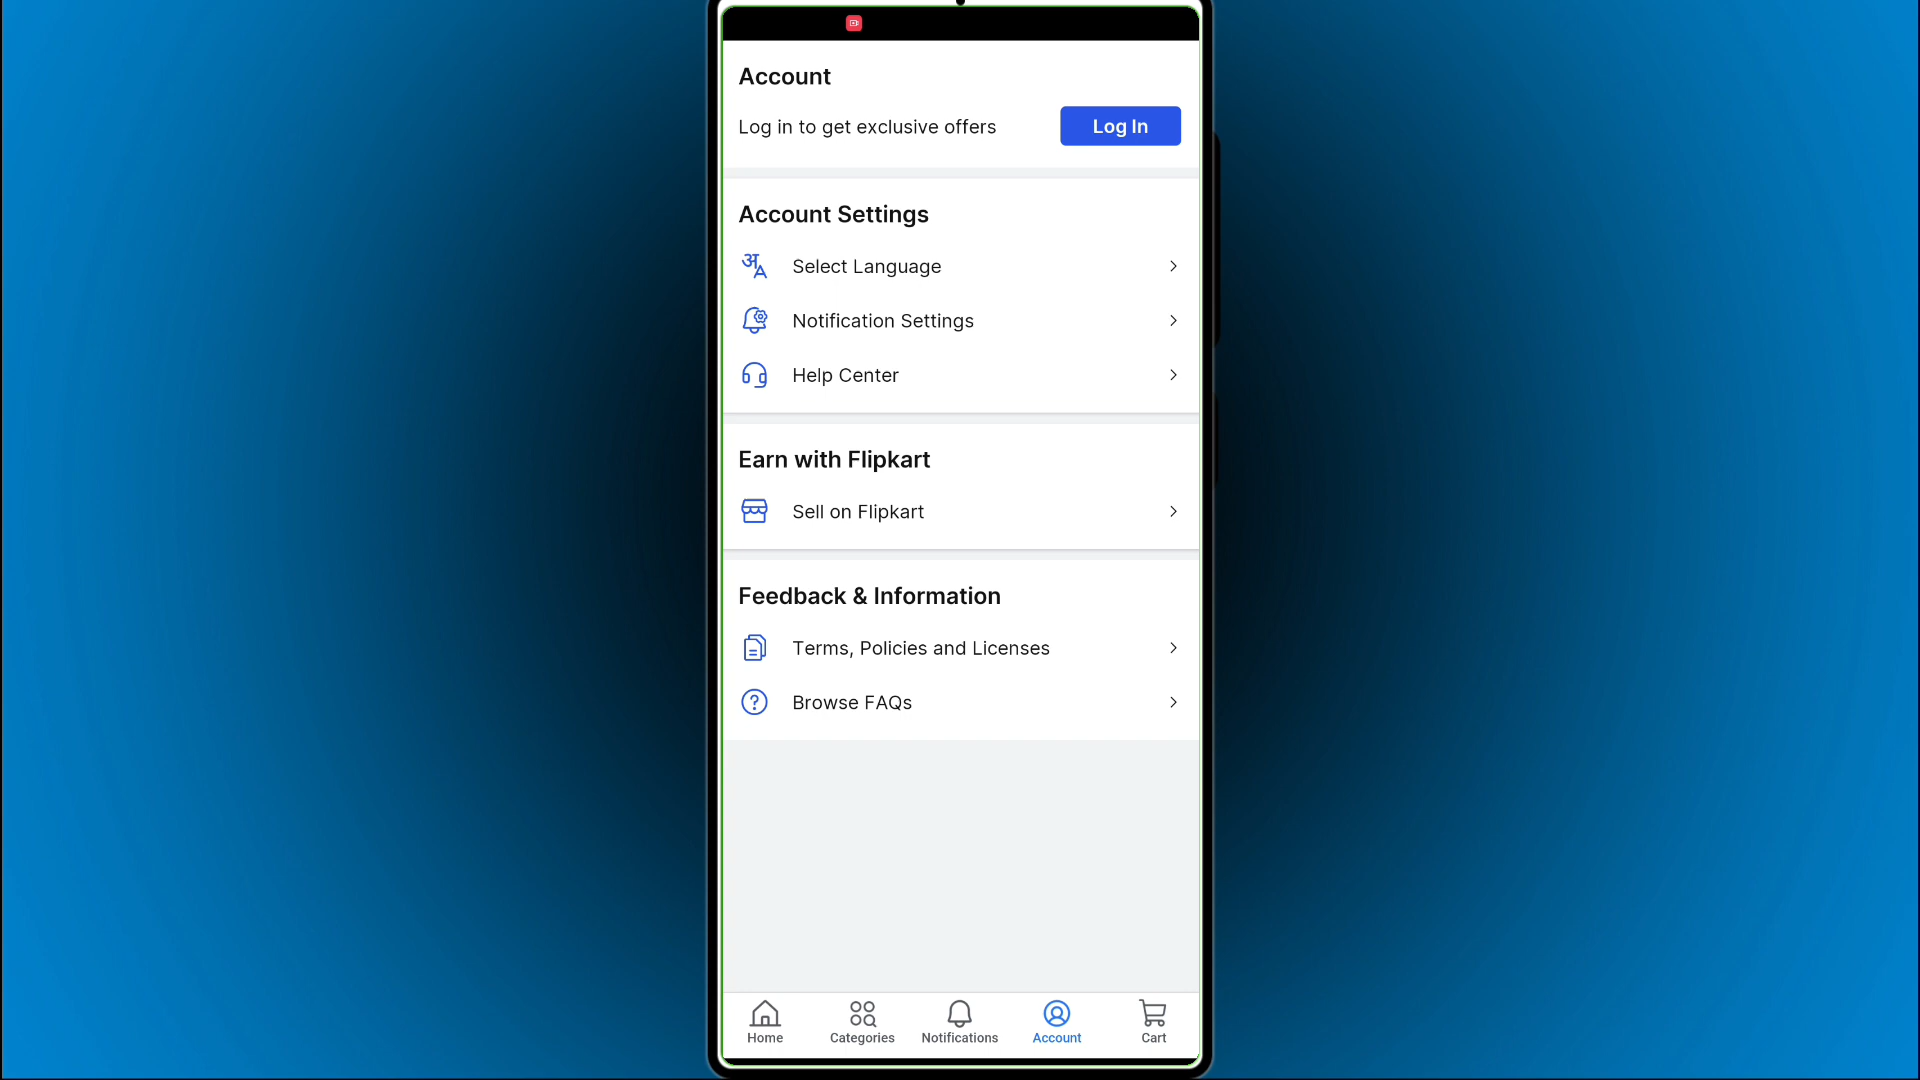 Account
Log in to get exclusive offers
Log In
Account Settings
Select Language
Notification Settings
Help Center
Earn with Flipkart
Sell on Flipkart
Feedback & Information
Terms, Policies and Licenses
Browse FAQs
Home
Categories
Notifications
Account
Cart